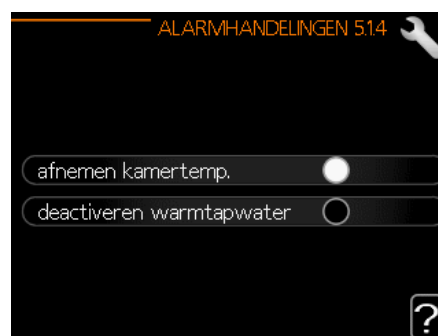 ALARMHANDELINGEN 5.1.4
afnemen kamertemp.
deactiveren warmtapwater
?